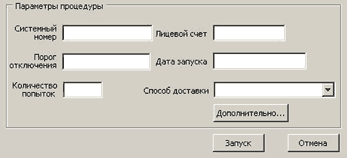 Параметры процедуры
Системный
номер
Лицевой счет
Порог
отключения
Дата запуска
Количество
попыток
Способ доставки
Дополнительно...
Запуск
Отмена